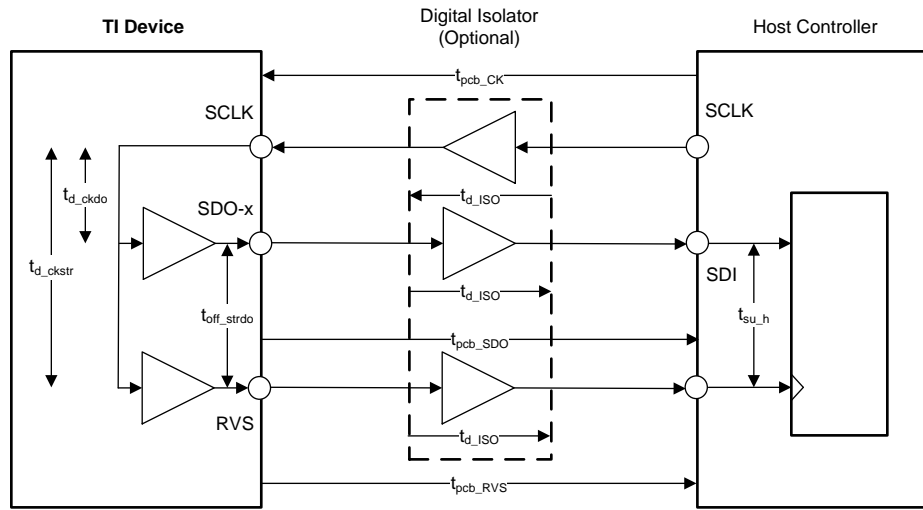 TI Device
Digital Isolator
(Optional)
Host Controller
t_pcb_CK
SCLK
SCLK
t_d_ckdo
t_d_ISO
SDO-x
t_d_ckstr
SDI
t_d_ISO
t_off_strdo
t_su_h
t_pcb_SDO
RVS
t_d_ISO
t_pcb_RVS